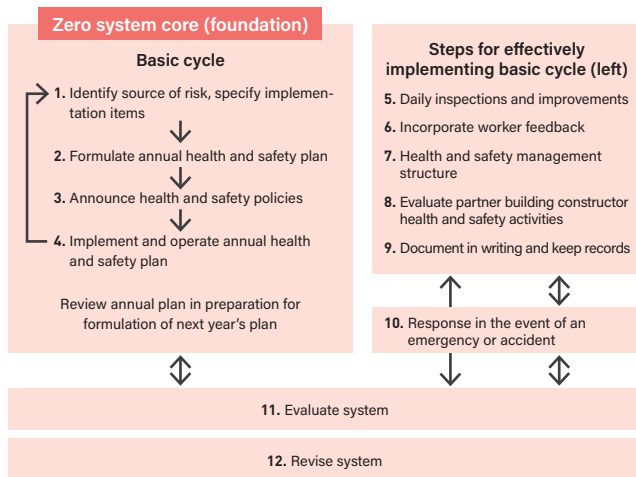 Zero system core (foundation)
Basic cycle
1. Identify source of risk, specify implemen-
tation items
2. Formulate annual health and safety plan
3. Announce health and safety policies
4. Implement and operate annual health
and safety plan
Review annual plan in preparation for
formulation of next year’s plan
Steps for effectively
implementing basic cycle (left)
5. Daily inspections and improvements
6. Incorporate worker feedback
7. Health and safety management
structure
8. Evaluate partner building constructor
health and safety activities
9. Document in writing and keep records
10. Response in the event of an
emergency or accident
11. Evaluate system
12. Revise system